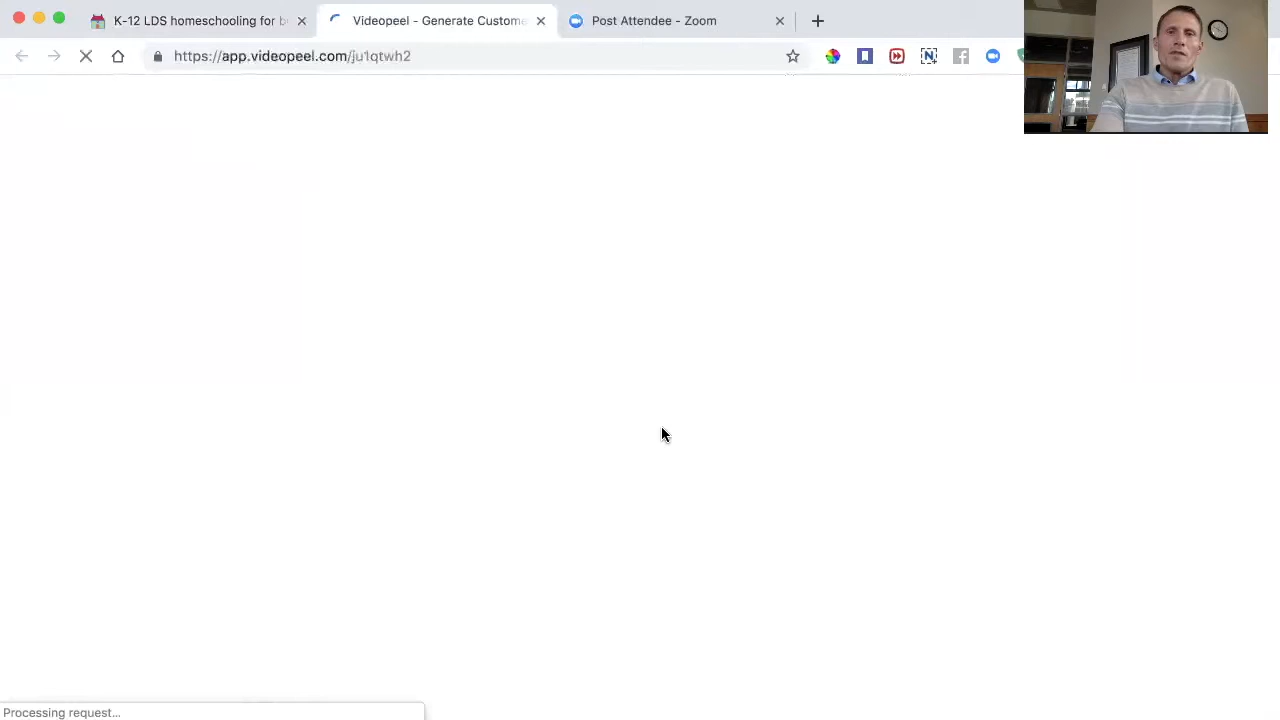 K-12 LDS homeschooling for b
Videopeel - Generate Custome
Post Attendee - Zoom
https://app.videopeel.com/ju1qtwh2
N
Processing request...